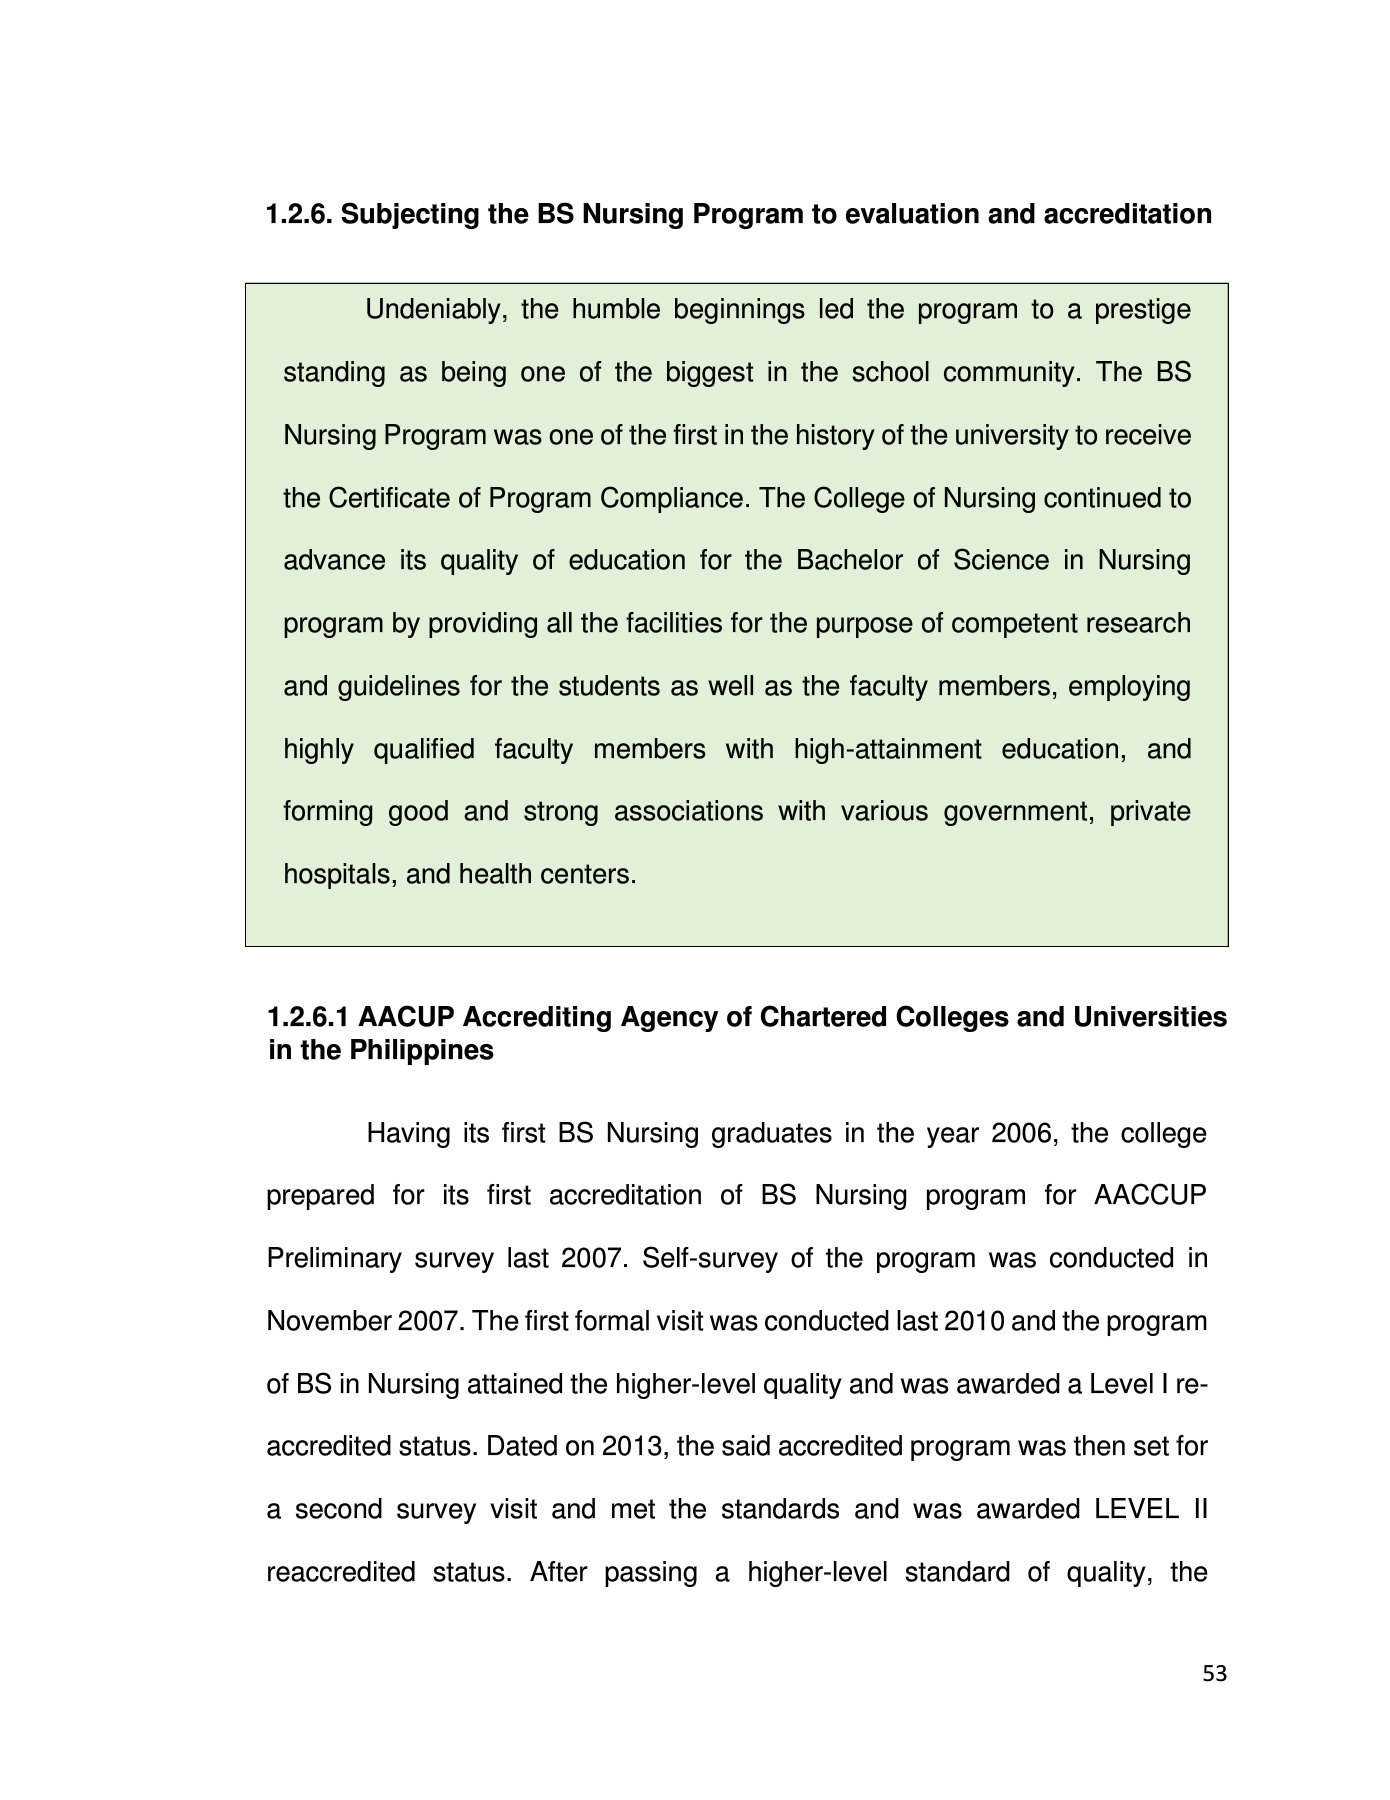 1.2.6. Subjecting the BS Nursing Program to evaluation and accreditation
Undeniably, the humble beginnings led the program to a prestige
standing as being one of the biggest in the school community. The BS
Nursing Program was one of the first in the history of the university to receive
the Certificate of Program Compliance. The College of Nursing continued to
advance its quality of education for the Bachelor of Science in Nursing
program by providing all the facilities for the purpose of competent research
and guidelines for the students as well as the faculty members, employing
highly qualified faculty members with high-attainment education, and
forming good and strong associations with various government, private
hospitals, and health centers.
1.2.6.1 AACUP Accrediting Agency of Chartered Colleges and Universities
in the Philippines
Having its first BS Nursing graduates in the year 2006, the college
prepared for its first accreditation of BS Nursing program for AACCUP
Preliminary survey last 2007. Self-survey of the program was conducted in
November 2007. The first formal visit was conducted last 2010 and the program
of BS in Nursing attained the higher-level quality and was awarded a Level I re-
accredited status. Dated on 2013, the said accredited program was then set for
a second survey visit and met the standards and was awarded LEVEL II
reaccredited status. After passing a higher-level standard of quality, the
53